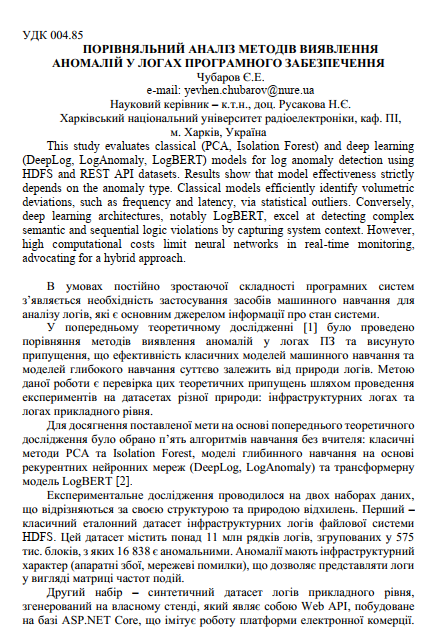 УДК 004.85
ПОРІВНЯЛЬНИЙ АНАЛІЗ МЕТОДІВ ВИЯВЛЕННЯ
АНОМАЛІЙ У ЛОГАХ ПРОГРАМНОГО ЗАБЕЗПЕЧЕННЯ
Чубаров Є.Е.
e-mail: yevhen.chubarov@nure.ua
Науковий керівник – к.т.н., доц. Русакова Н.Є.
Харківський національний університет радіоелектроніки, каф. ПІ,
м. Харків, Україна
This study evaluates classical (PCA, Isolation Forest) and deep learning
(DeepLog, LogAnomaly, LogBERT) models for log anomaly detection using
HDFS and REST API datasets. Results show that model effectiveness strictly
depends on the anomaly type. Classical models efficiently identify volumetric
deviations, such as frequency and latency, via statistical outliers. Conversely,
deep learning architectures, notably LogBERT, excel at detecting complex
semantic and sequential logic violations by capturing system context. However,
high computational costs limit neural networks in real-time monitoring,
advocating for a hybrid approach.
В умовах постійно зростаючої складності програмних систем
з’являється необхідність застосування засобів машинного навчання для
аналізу логів, які є основним джерелом інформації про стан системи.
У попередньому теоретичному дослідженні [1] було проведено
порівняння методів виявлення аномалій у логах ПЗ та висунуто
припущення, що ефективність класичних моделей машинного навчання та
моделей глибокого навчання суттєво залежить від природи логів. Метою
даної роботи є перевірка цих теоретичних припущень шляхом проведення
експериментів на датасетах різної природи: інфраструктурних логах та
логах прикладного рівня.
Для досягнення поставленої мети на основі попереднього теоретичного
дослідження було обрано п’ять алгоритмів навчання без вчителя: класичні
методи PCA та Isolation Forest, моделі глибинного навчання на основі
рекурентних нейронних мереж (DeepLog, LogAnomaly) та трансформерну
модель LogBERT [2].
Експериментальне дослідження проводилося на двох наборах даних,
що відрізняються за своєю структурою та природою відхилень. Перший –
класичний еталонний датасет інфраструктурних логів файлової системи
HDFS. Цей датасет містить понад 11 млн рядків логів, згрупованих у 575
тис. блоків, з яких 16 838 є аномальними. Аномалії мають інфраструктурний
характер (апаратні збої, мережеві помилки), що дозволяє представляти логи
у вигляді матриці частот подій.
Другий набір – синтетичний датасет логів прикладного рівня,
згенерований на власному стенді, який являє собою Web API, побудоване
на базі ASP.NET Core, що імітує роботу платформи електронної комерції.